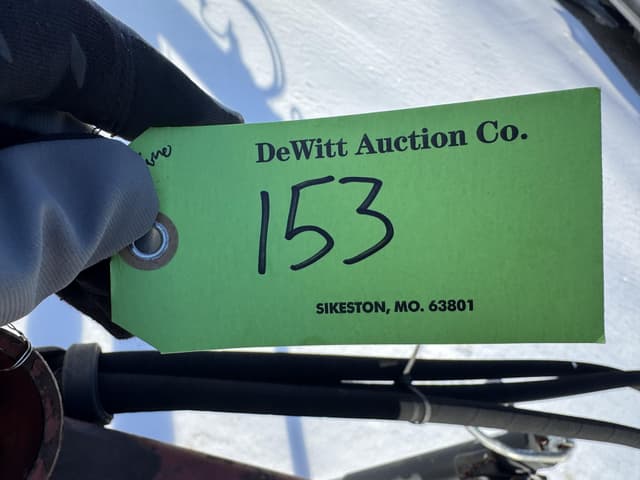 DeWitt Auction Co.
153
SIKESTON, MO. 63801